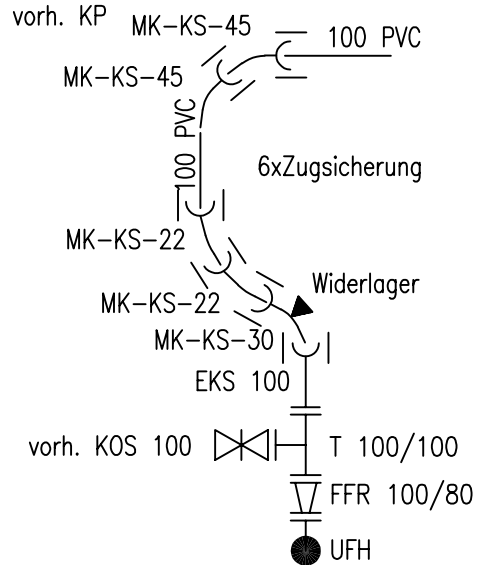 vorh. KP
MK-KS-45
100 PVC
MK-KS-45
100 PVC
6xZugsicherung
MK-KS-22
MK-KS-22
Widerlager
MK-KS-30
EKS 100
vorh. KOS 100
T 100/100
FFR 100/80
UFH